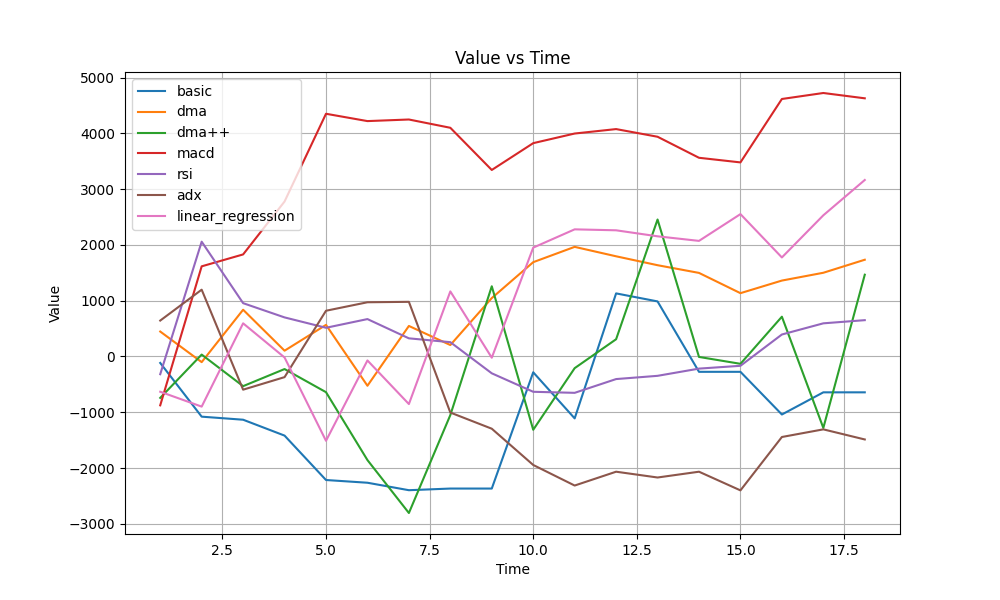 Value vs Time
5000
4000
3000
2000
1000
0
−1000
−2000
−3000
Value
basic
dma
dma++
macd
rsi
adx
linear_regression
2.5 5.0 7.5 10.0 12.5 15.0 17.5
Time